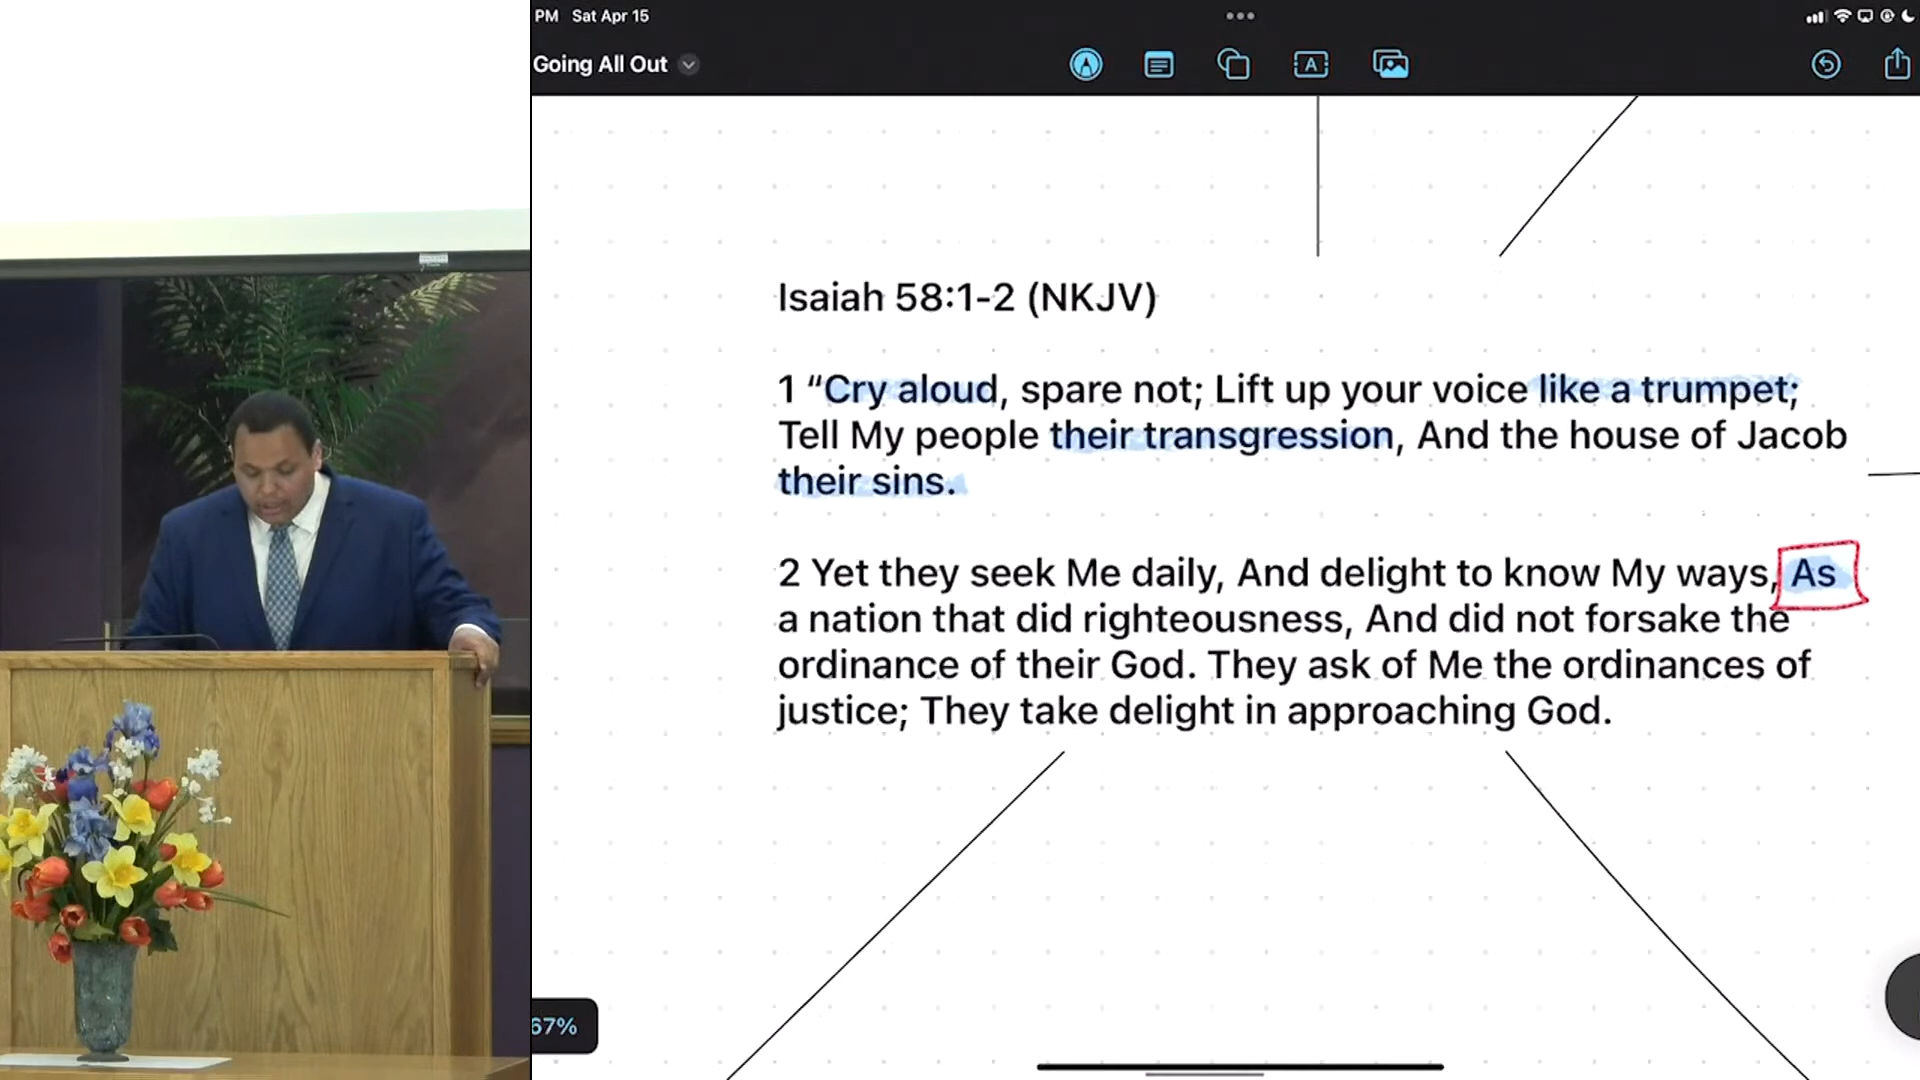 PM Sat Apr 15
Going All Out
A
Isaiah 58:1-2 (NKJV)
1 “Cry aloud, spare not; Lift up your voice like a trumpet;
Tell My people their transgression, And the house of Jacob
their sins.
2 Yet they seek Me daily, And delight to know My ways, As
a nation that did righteousness, And did not forsake the
ordinance of their God. They ask of Me the ordinances of
justice; They take delight in approaching God.
67%